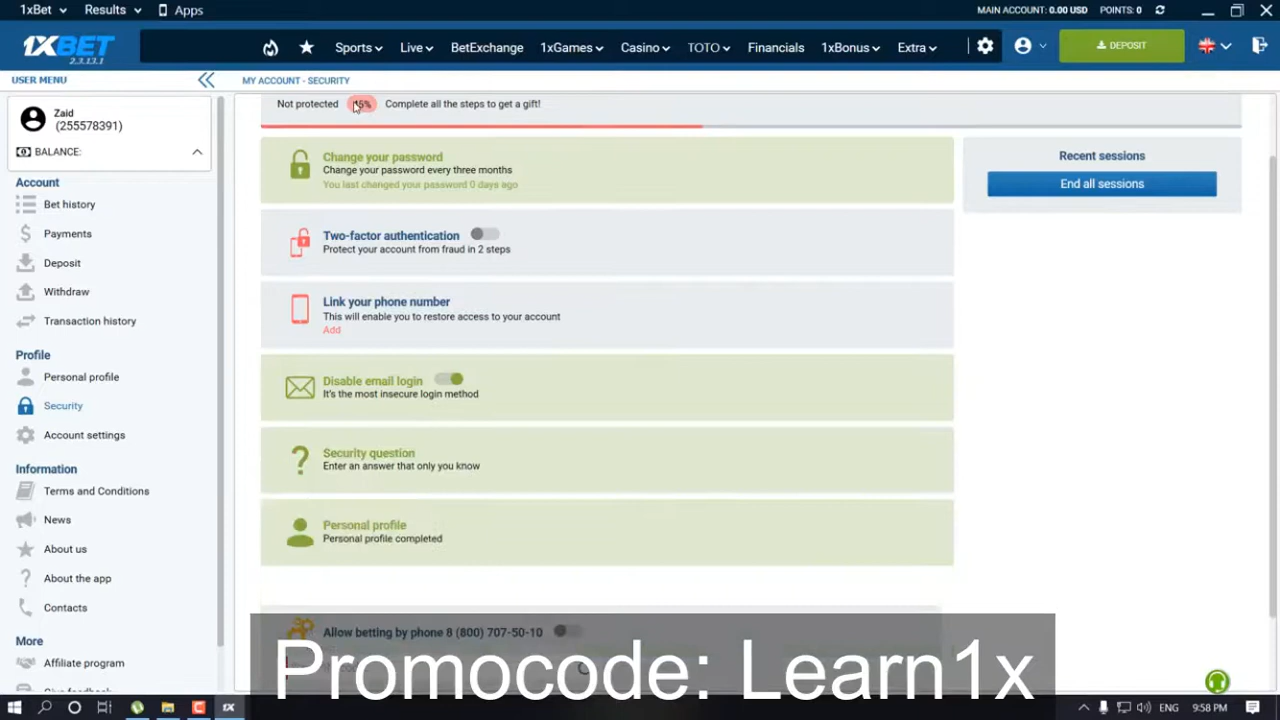 1xBet Results Apps MAIN ACCOUNT: 0.00 USD POINTS: 0
1XBET
2.3.13.1
Sports Live BetExchange 1xGames Casino TOTO Financials 1xBonus Extra DEPOSIT
USER MENU
MY ACCOUNT - SECURITY
Zaid
(255578391)
BALANCE:
Account
Bet history
Payments
Deposit
Withdraw
Transaction history
Profile
Personal profile
Security
Account settings
Information
Terms and Conditions
News
About us
About the app
Contacts
More
Affiliate program
Give feedback
Not protected Complete all the steps to get a gift!
Change your password
Change your password every three months
You last changed your password 0 days ago
Two-factor authentication
Protect your account from fraud in 2 steps
Link your phone number
This will enable you to restore access to your account
Add
Disable email login
It's the most insecure login method
Security question
Enter an answer that only you know
Personal profile
Personal profile completed
Allow betting by phone 8 (800) 707-50-10
Recent sessions
End all sessions
Promocode: Learn1x
ENG 9:58 PM